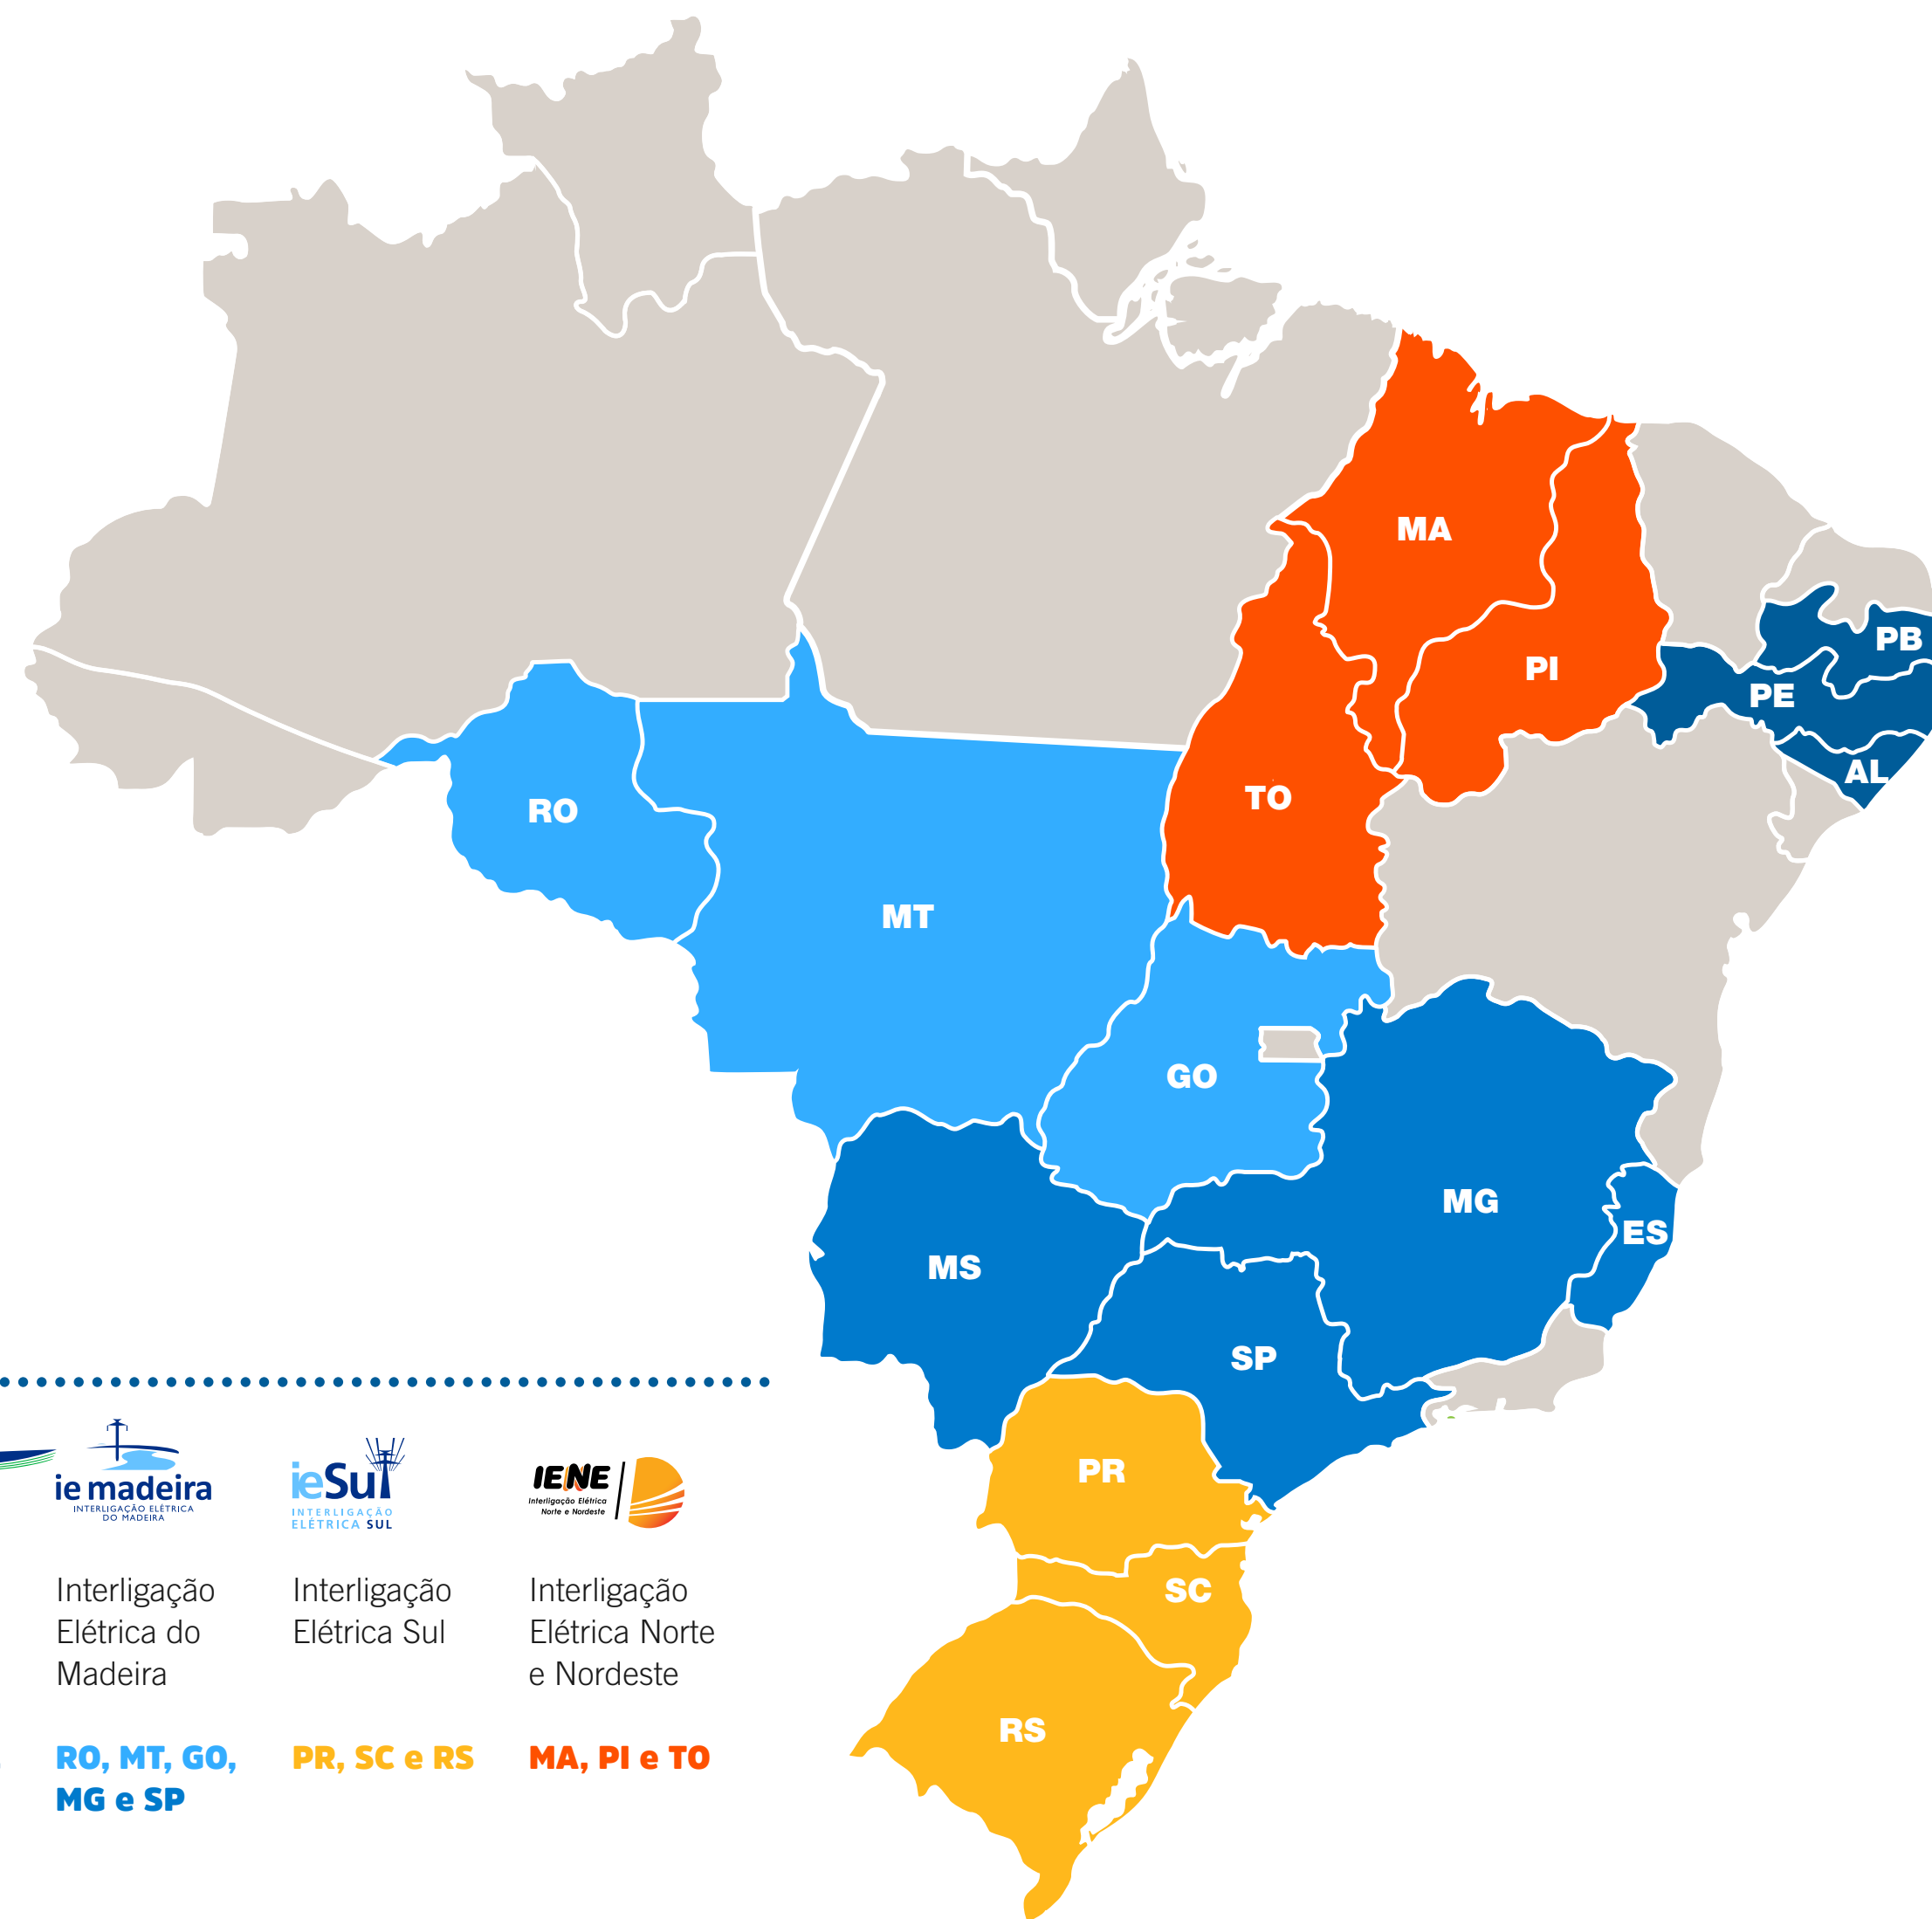 MA
PI
PB
PE
AL
TO
RO
MT
GO
MG
ES
MS
SP
PR
SC
RS
ie madeira
INTERLIGAÇÃO ELÉTRICA
DO MADEIRA
ieSul
INTERLIGAÇÃO
ELÉTRICA SUL
IENE
Interligação Elétrica
Norte e Nordeste
Interligação
Elétrica do
Madeira
Interligação
Elétrica Sul
Interligação
Elétrica Norte
e Nordeste
RO, MT, GO,
MG e SP
PR, SC e RS
MA, PI e TO